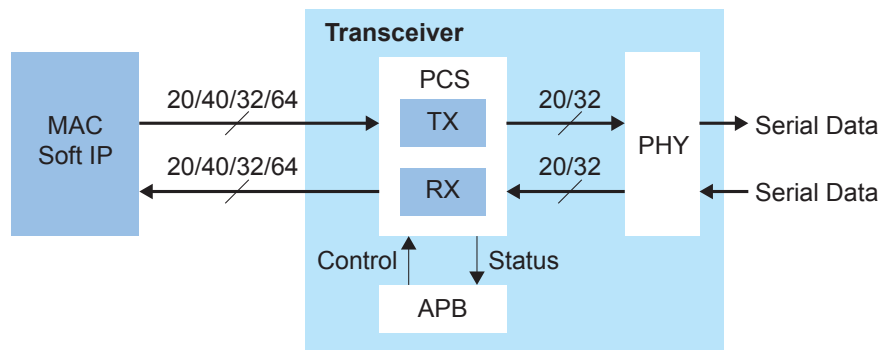 Transceiver
PCS
20/40/32/64
TX
20/32
MAC
Soft IP
PHY
Serial Data
20/40/32/64
RX
20/32
Serial Data
Control
Status
APB